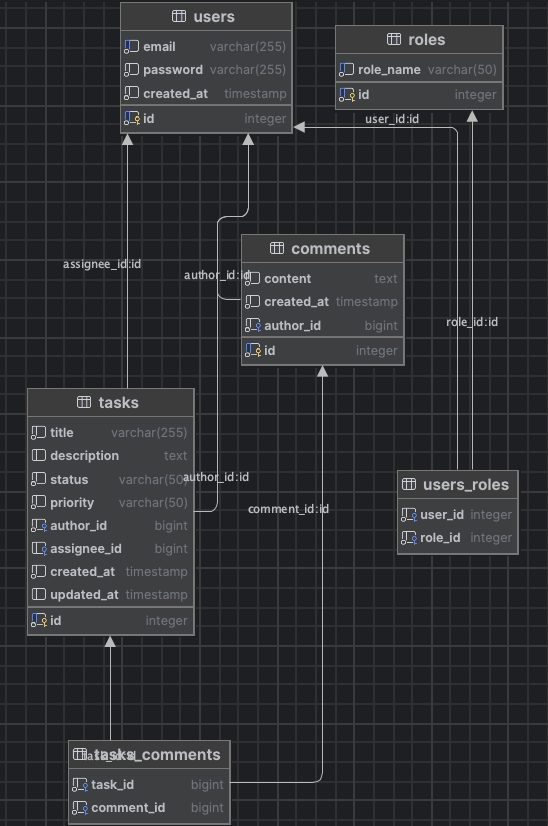 users
email varchar(255)
password varchar(255)
created_at timestamp
id integer
roles
role_name varchar(50)
id integer
user_id:id
assignee_id:id
author_id:id
comments
content text
created_at timestamp
author_id bigint
id integer
role_id:id
tasks
title varchar(255)
description text
status varchar(50)
priority varchar(50)
author_id bigint
assignee_id bigint
created_at timestamp
updated_at timestamp
id integer
author_id:id
comment_id:id
users_roles
user_id integer
role_id integer
tasks_comments
task_id bigint
comment_id bigint